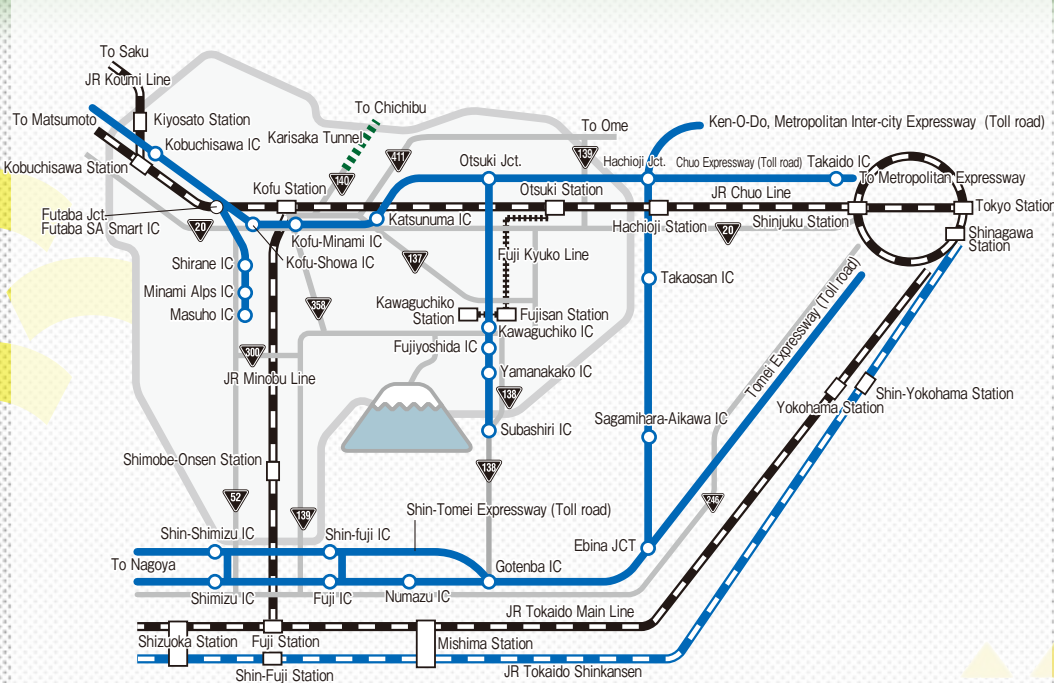 To Saku
JR Koumi Line
To Chichibu
To Matsumoto
Kiyosato Station
Karisaka Tunnel
To Ome
Ken-O-Do, Metropolitan Inter-city Expressway (Toll road)
Kobuchisawa IC
411
139
Kobuchisawa Station
Otsuki Jct.
Hachioji Jct.
Chuo Expressway (Toll road)
Takaido IC
To Metropolitan Expressway
140
Kofu Station
Otsuki Station
JR Chuo Line
Futaba Jct.
Futaba SA Smart IC
20
Katsunuma IC
Hachioji Station
20
Shinjuku Station
Tokyo Station
Shinagawa
Station
Kofu-Minami IC
Kofu-Showa IC
137
Fuji Kyuko Line
Shirane IC
Takaosan IC
Minami Alps IC
Masuho IC
358
Kawaguchiko
Station
Fujisan Station
Kawaguchiko IC
Tomei Expressway (Toll road)
300
Fujiyoshida IC
JR Minobu Line
Yamanakako IC
138
Shin-Yokohama Station
Yokohama Station
Subashiri IC
Sagamihara-Aikawa IC
Shimobe-Onsen Station
138
52
139
246
Shin-Tomei Expressway (Toll road)
Shin-Shimizu IC
Shin-fuji IC
Ebina JCT
To Nagoya
Gotenba IC
Shimizu IC
Fuji IC
Numazu IC
JR Tokaido Main Line
Shizuoka Station
Fuji Station
Mishima Station
Shin-Fuji Station
JR Tokaido Shinkansen